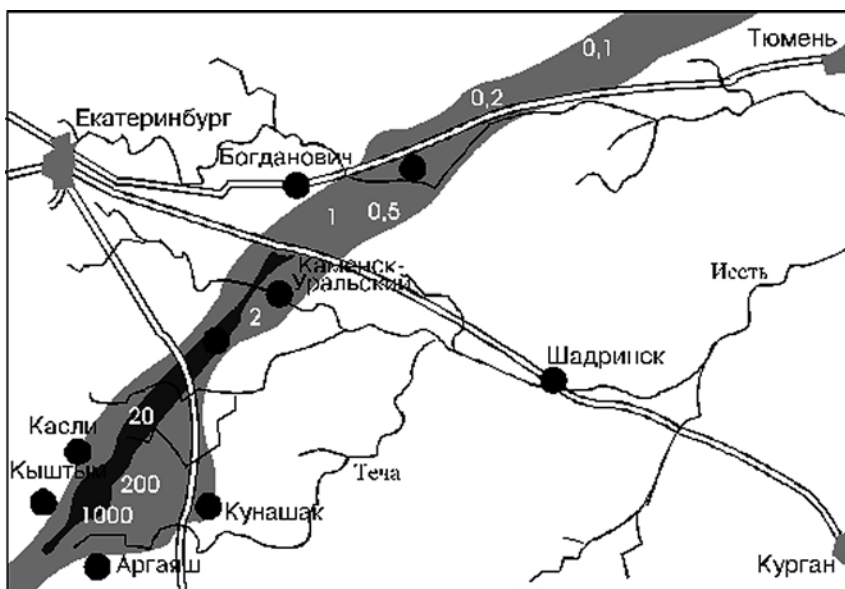 0,1
Тюмень
0,2
Екатеринбург
Богданович
1
0,5
Каменск-
Уральский
Исеть
2
Шадринск
20
Касли
Кыштым
Теча
200
1000
Кунашак
Аргаяш
Курган